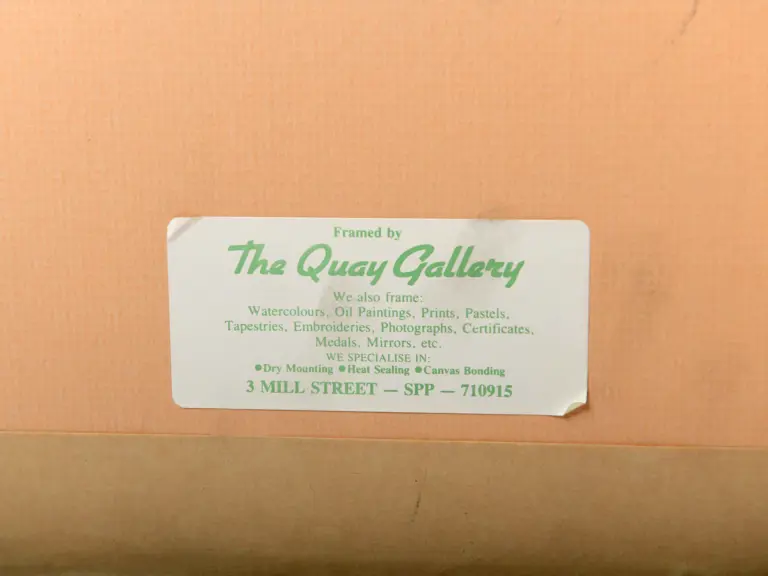 Framed by
The Quay Gallery
We also frame:
Watercolours, Oil Paintings, Prints, Pastels,
Tapestries, Embroideries, Photographs, Certificates,
Medals, Mirrors, etc.
WE SPECIALISE IN:
●Dry Mounting ●Heat Sealing ●Canvas Bonding
3 MILL STREET — SPP — 710915